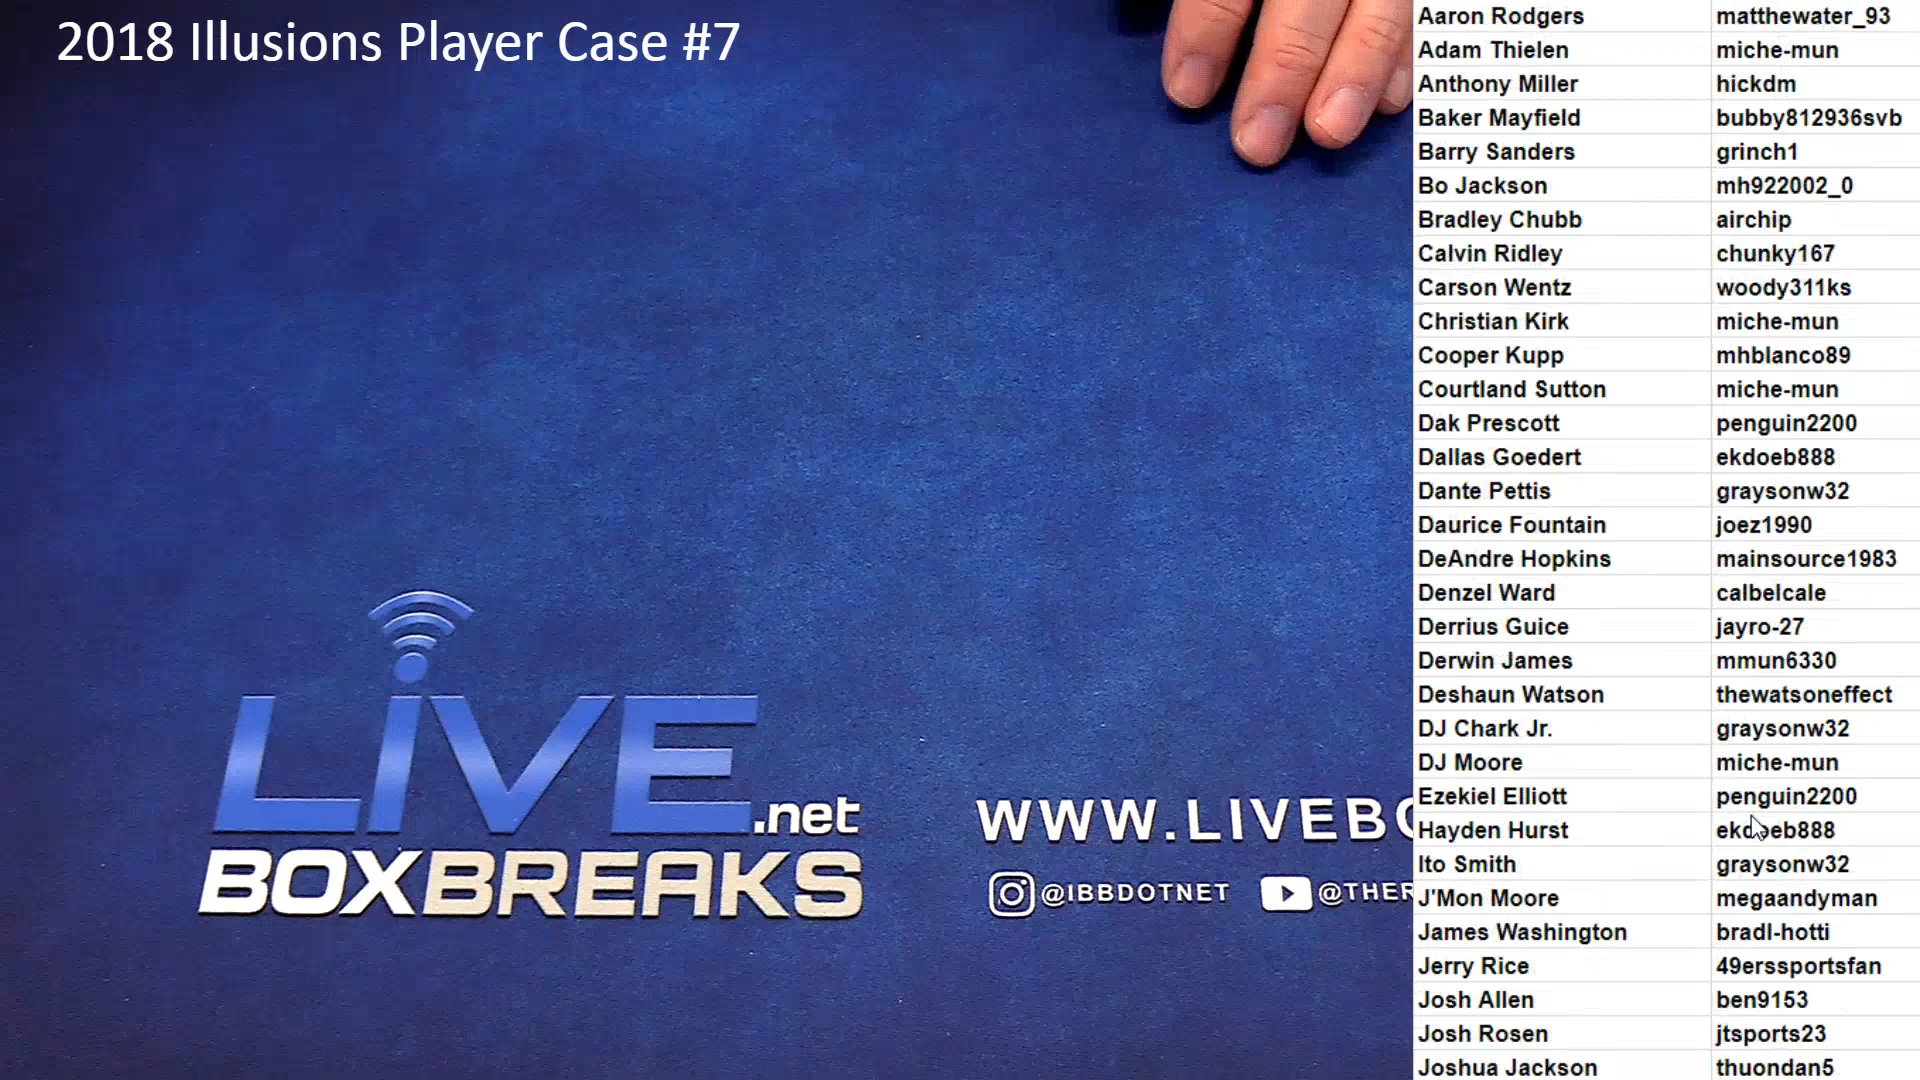 2018 Illusions Player Case #7
LIVE.net
BOXBREAKS
@IBBDOTNET
Aaron Rodgers matthewater_93
Adam Thielen miche-mun
Anthony Miller hickdm
Baker Mayfield bubby812936svb
Barry Sanders grinch1
Bo Jackson mh922002_0
Bradley Chubb airchip
Calvin Ridley chunky167
Carson Wentz woody311ks
Christian Kirk miche-mun
Cooper Kupp mhblanco89
Courtland Sutton miche-mun
Dak Prescott penguin2200
Dallas Goedert ekdoeb888
Dante Pettis graysonw32
Daurice Fountain joez1990
DeAndre Hopkins mainsource1983
Denzel Ward calbelcale
Derrius Guice jayro-27
Derwin James mmun6330
Deshaun Watson thewatsoneffect
DJ Chark Jr. graysonw32
DJ Moore miche-mun
Ezekiel Elliott penguin2200
Hayden Hurst ekdoeb888
Ito Smith graysonw32
J'Mon Moore megaandyman
James Washington bradl-hotti
Jerry Rice 49erssportsfan
Josh Allen ben9153
Josh Rosen jtsports23
Joshua Jackson thuondan5